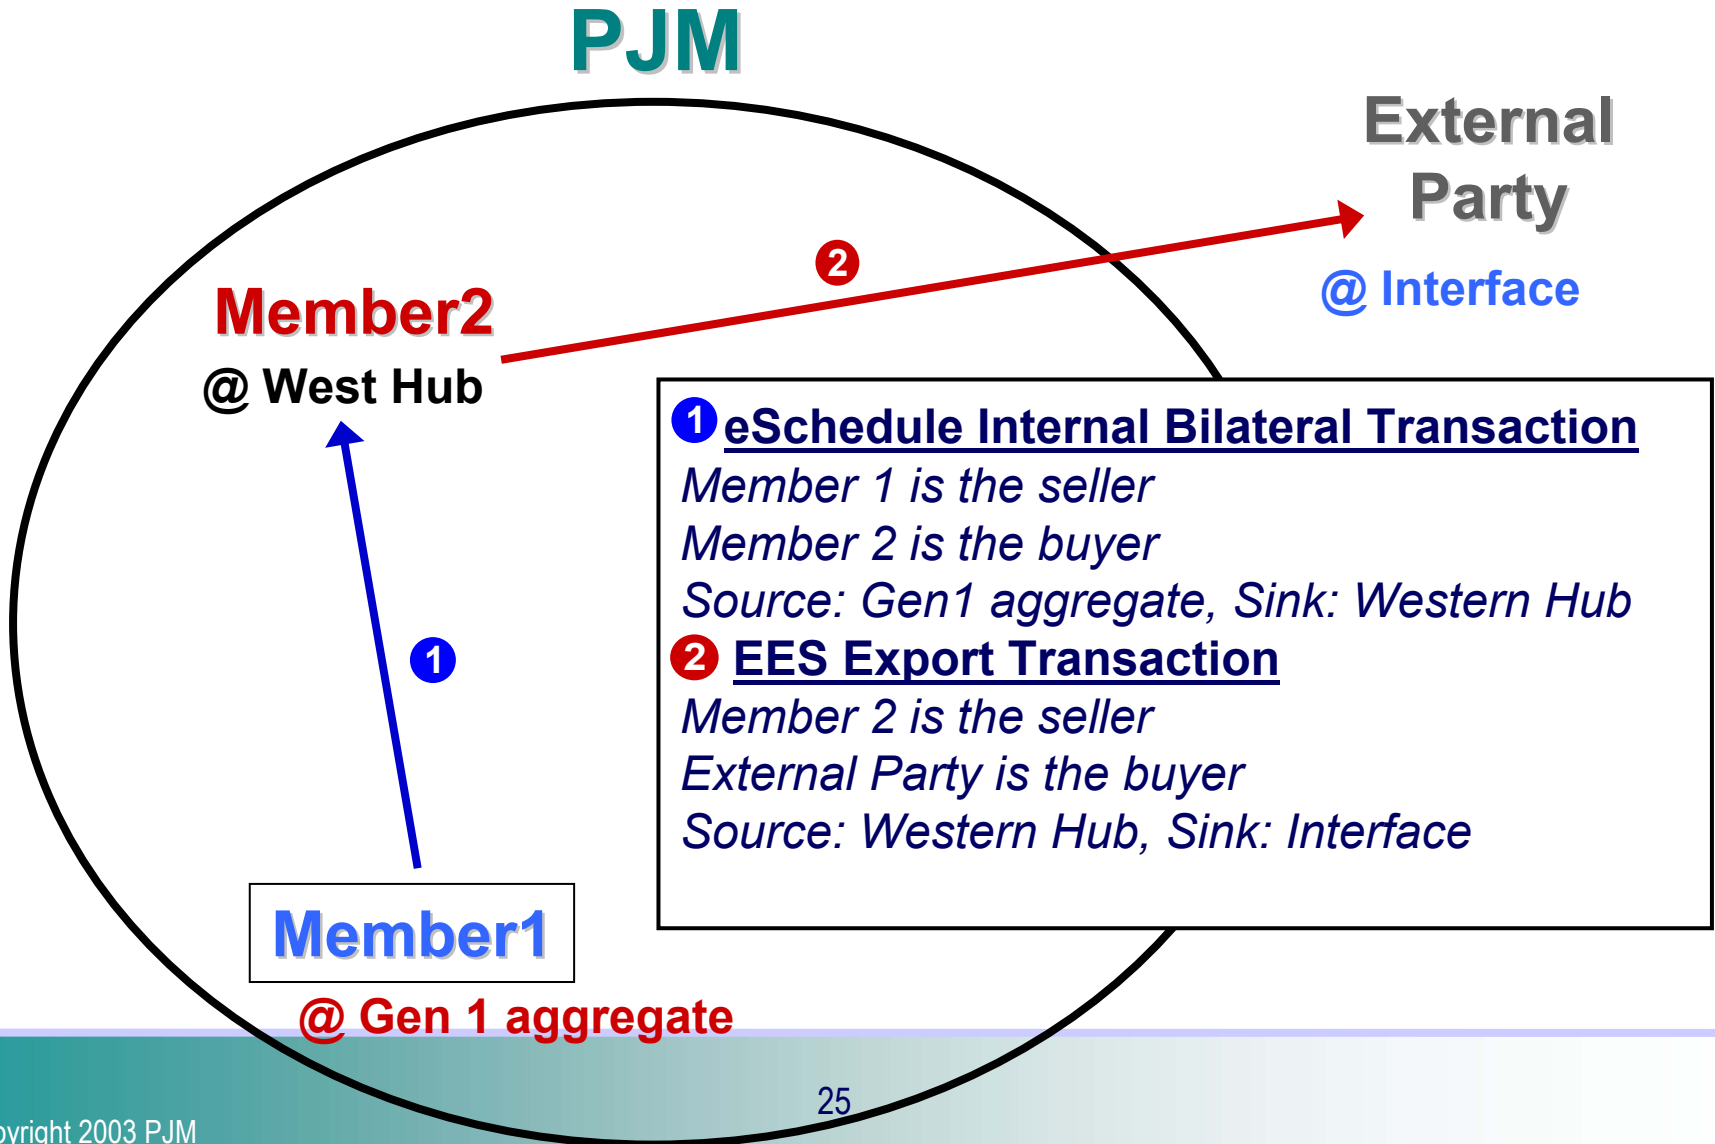 PJM
External
Party
@ Interface
2
Member2
@ West Hub
1 eSchedule Internal Bilateral Transaction
Member 1 is the seller
Member 2 is the buyer
Source: Gen1 aggregate, Sink: Western Hub
2 EES Export Transaction
Member 2 is the seller
External Party is the buyer
Source: Western Hub, Sink: Interface
1
Member1
@ Gen 1 aggregate
25
opyright 2003 PJM